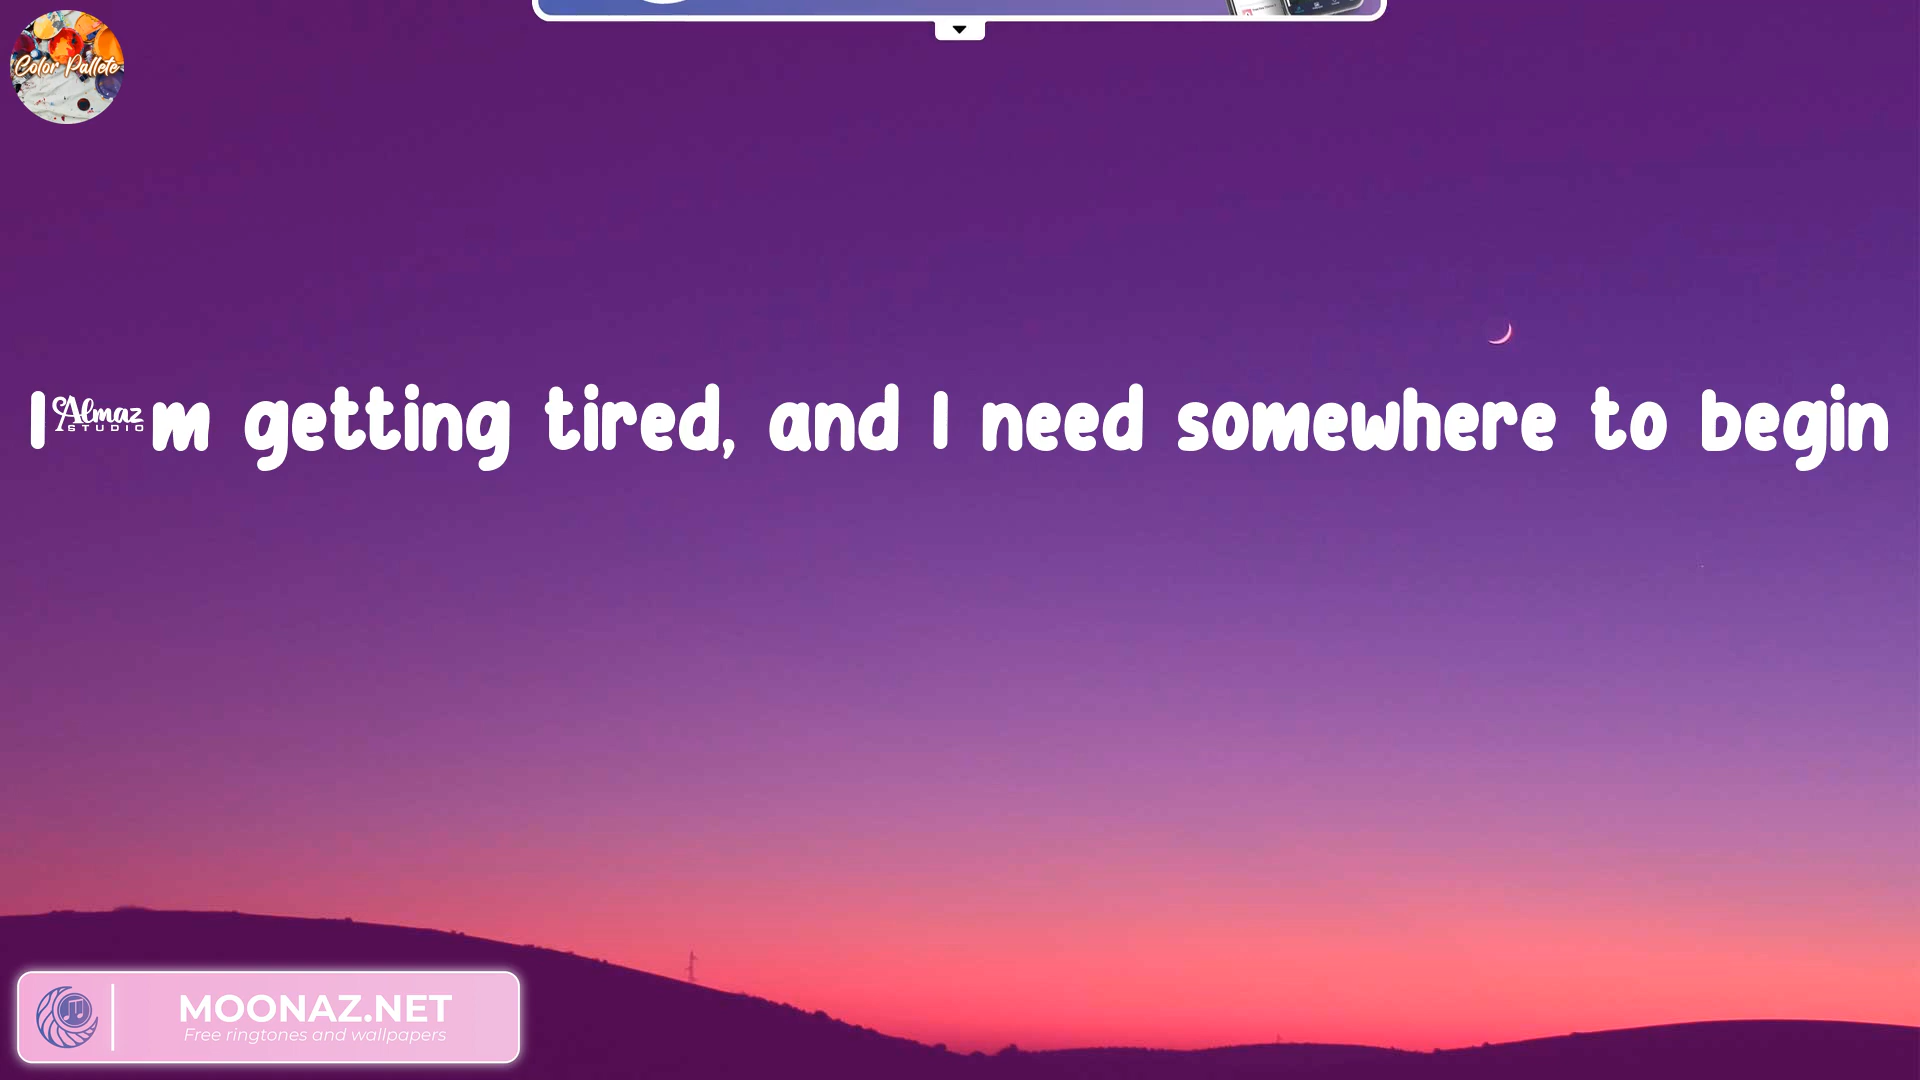 Color Pallete
I Almaz STUDIO m getting tired, and I need somewhere to begin
MOONAZ.NET
Free ringtones and wallpapers